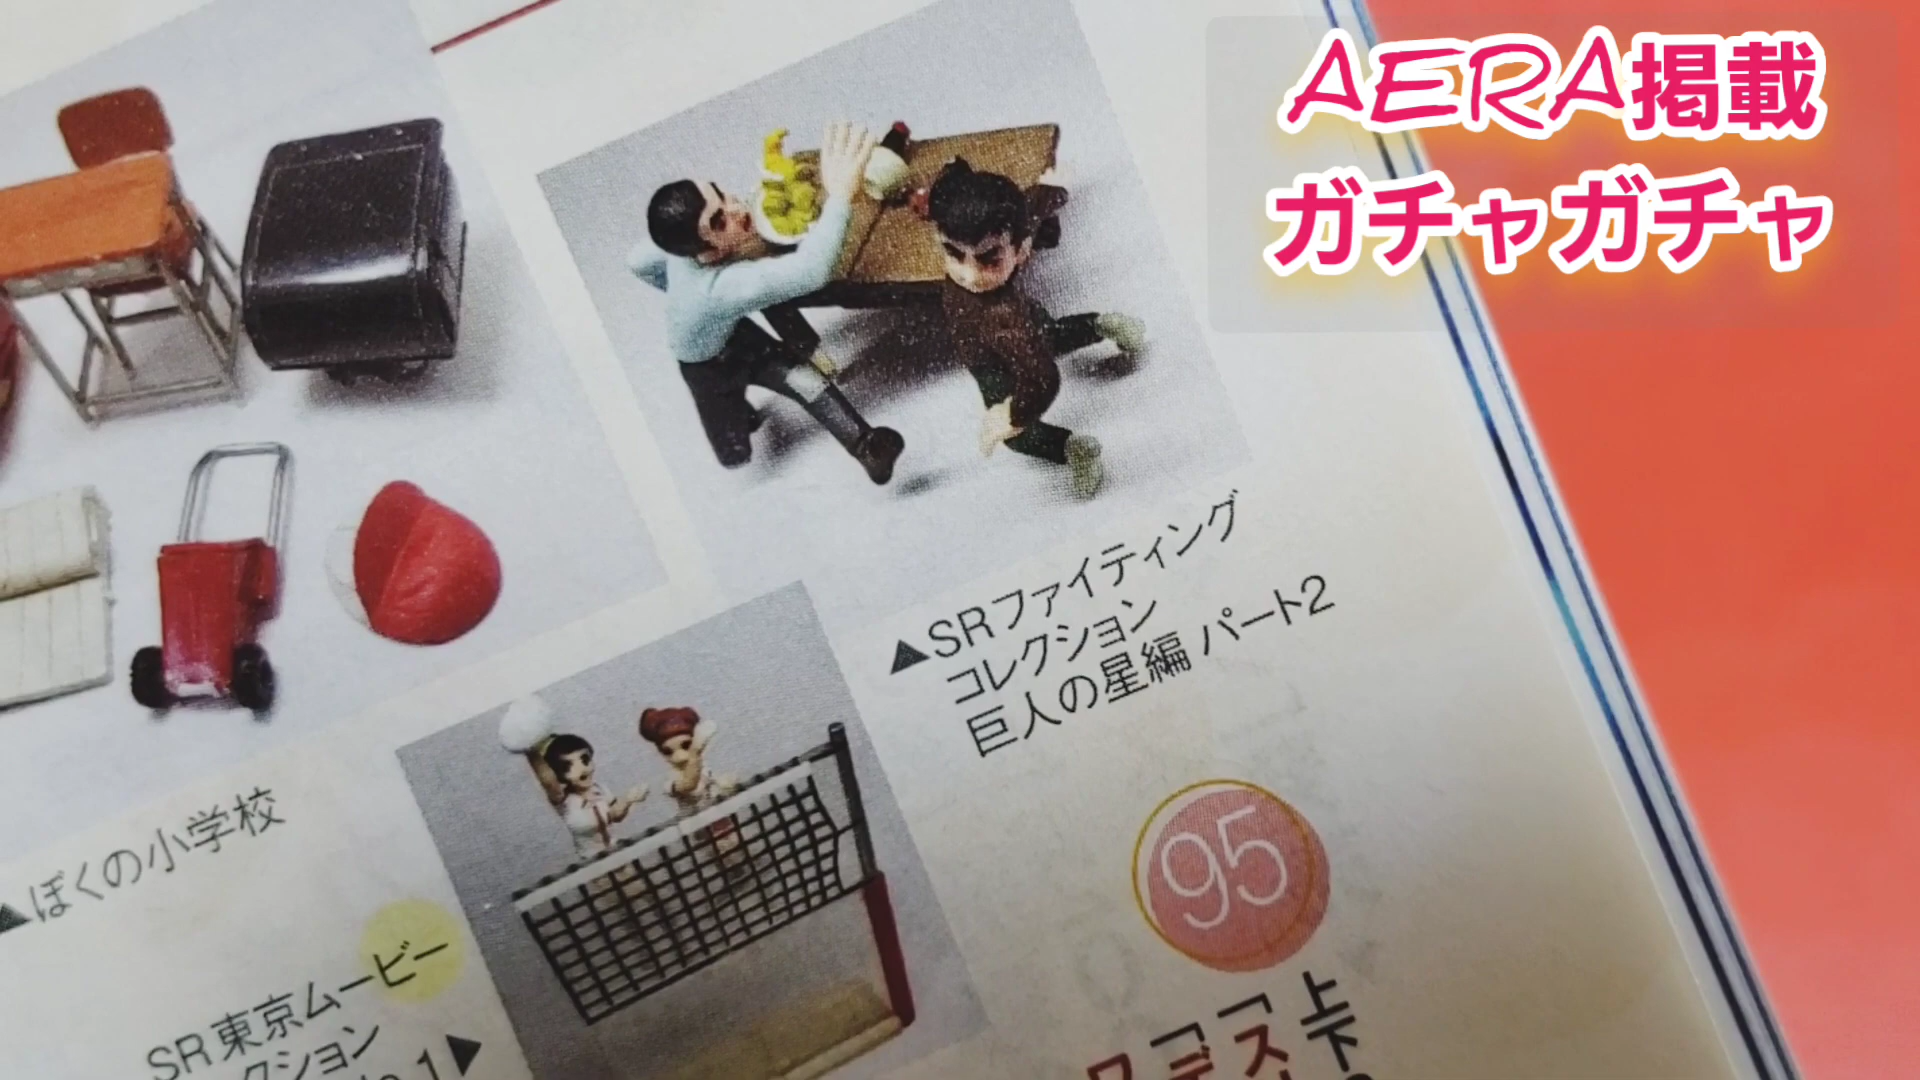 AERA掲載
ガチャガチャ
▲SRファイティング
コレクション
巨人の星編 パート2
▲ぼくの小学校
SR東京ムービー
クション
1▶
95
上下
「ス
「デ